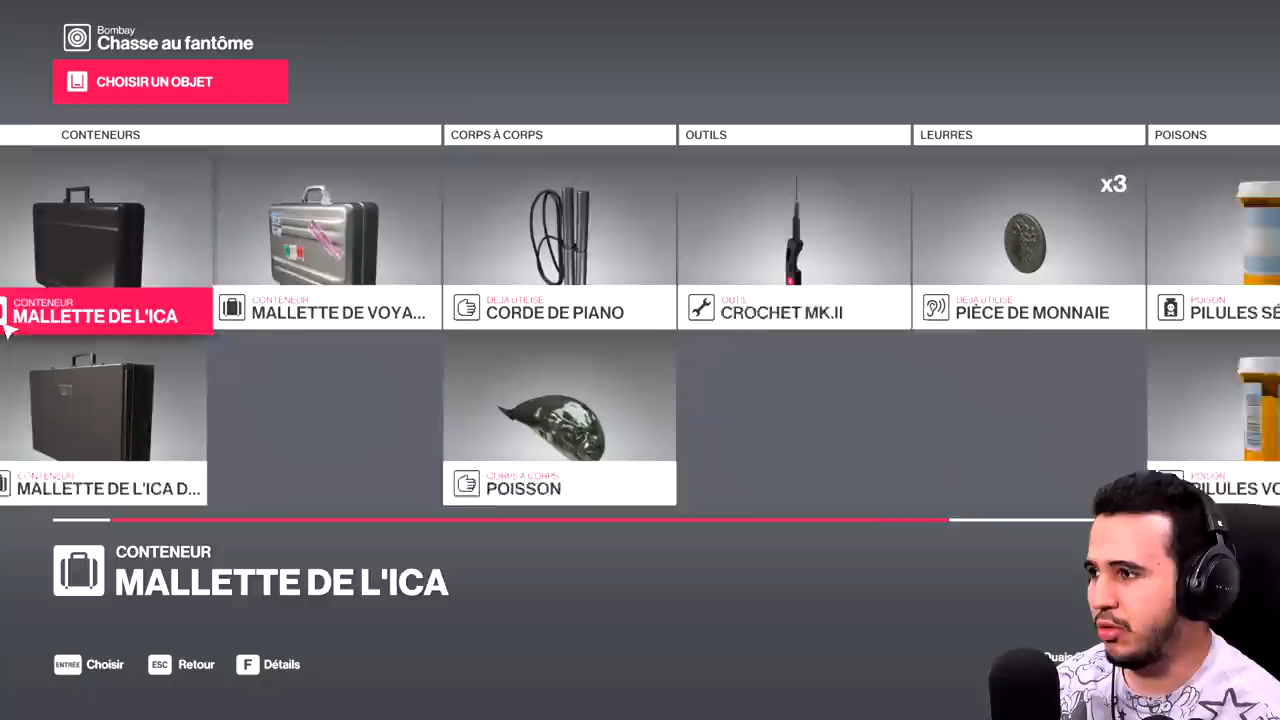 Bombay
Chasse au fantôme
CHOISIR UN OBJET
CONTENEURS
CORPS À CORPS
OUTILS
LEURRES
POISONS
x3
CONTENEUR
MALLETTE DE L'ICA
CONTENEUR
MALLETTE DE VOYA...
DÉJÀ UTILISÉ
CORDE DE PIANO
OUTIL
CROCHET MK.II
DÉJÀ UTILISÉ
PIÈCE DE MONNAIE
POISON
PILULES SÉ
CONTENEUR
MALLETTE DE L'ICA D...
CORPS À CORPS
POISSON
POISON
PILULES VO
CONTENEUR
MALLETTE DE L'ICA
ENTRÉE Choisir
ESC Retour
F Détails
Quais